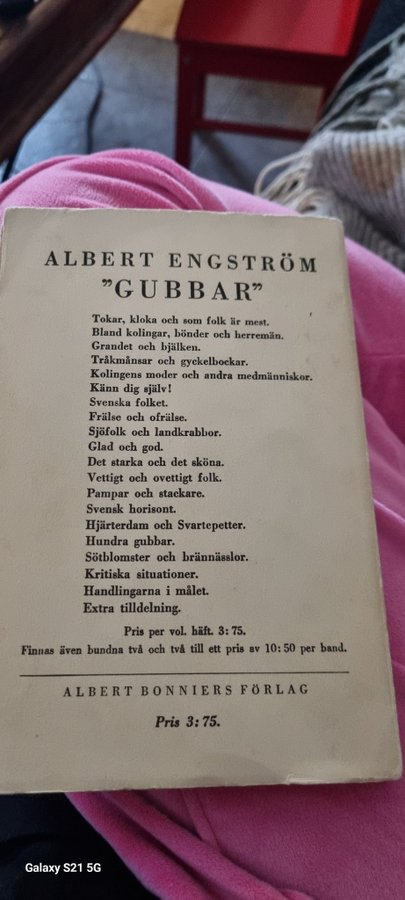 ALBERT ENGSTRÖM
”GUBBAR”
Tokar, kloka och som folk är mest.
Bland kolingar, bönder och herremän.
Grandet och bjälken.
Tråkmånsar och gyckelbockar.
Kolingens moder och andra medmänniskor.
Känn dig själv!
Svenska folket.
Frälse och ofrälse.
Sjöfolk och landkrabbor.
Glad och god.
Det starka och det sköna.
Vettigt och ovettigt folk.
Pampar och stackare.
Svensk horisont.
Hjärterdam och Svartepetter.
Hundra gubbar.
Sötblomster och brännässlor.
Kritiska situationer.
Handlingarna i målet.
Extra tilldelning.
Pris per vol. häft. 3: 75.
Finnas även bundna två och två till ett pris av 10: 50 per band.
ALBERT BONNIERS FÖRLAG
Pris 3: 75.
Galaxy S21 5G